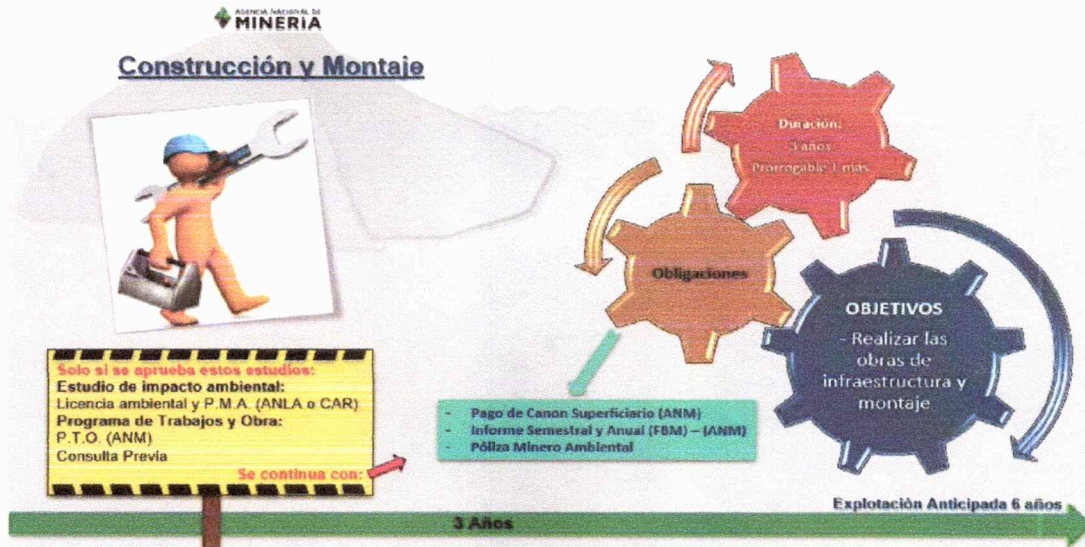 AGENCIA NACIONAL DE
MINERÍA
Construcción y Montaje
Duración:
3 años
Prorrogable 1 más
Obligaciones
OBJETIVOS
- Realizar las
obras de
infraestructura y
montaje
Solo si se aprueba estos estudios:
Estudio de impacto ambiental:
Licencia ambiental y P.M.A. (ANLA o CAR)
Programa de Trabajos y Obra:
P.T.O. (ANM)
Consulta Previa
Se continua con:
- Pago de Canon Superficiario (ANM)
- Informe Semestral y Anual (FBM) – (ANM)
- Póliza Minero Ambiental
Explotación Anticipada 6 años
3 Años